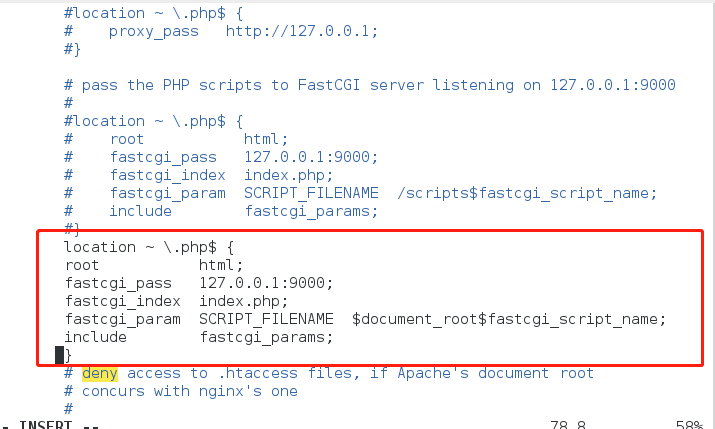 #location ~ \.php$ {
#    proxy_pass   http://127.0.0.1;
#}
# pass the PHP scripts to FastCGI server listening on 127.0.0.1:9000
#
#location ~ \.php$ {
#    root           html;
#    fastcgi_pass   127.0.0.1:9000;
#    fastcgi_index  index.php;
#    fastcgi_param  SCRIPT_FILENAME  /scripts$fastcgi_script_name;
#    include        fastcgi_params;
#}
location ~ \.php$ {
root           html;
fastcgi_pass   127.0.0.1:9000;
fastcgi_index  index.php;
fastcgi_param  SCRIPT_FILENAME  $document_root$fastcgi_script_name;
include        fastcgi_params;
}
# deny access to .htaccess files, if Apache's document root
# concurs with nginx's one
#
- INSERT -- 78,8 58%